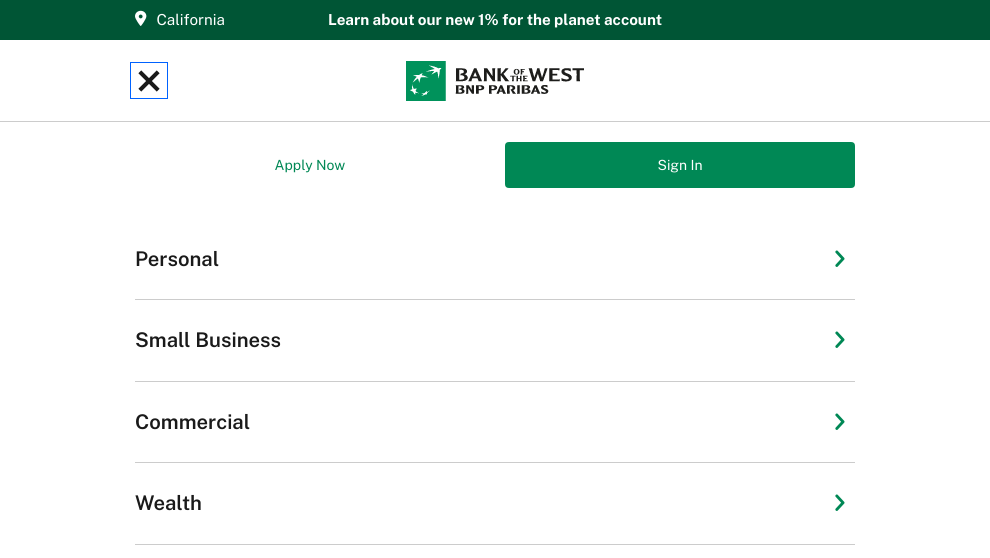 California
Learn about our new 1% for the planet account
BANK OF THE WEST
BNP PARIBAS
Apply Now
Sign In
Personal
Small Business
Commercial
Wealth